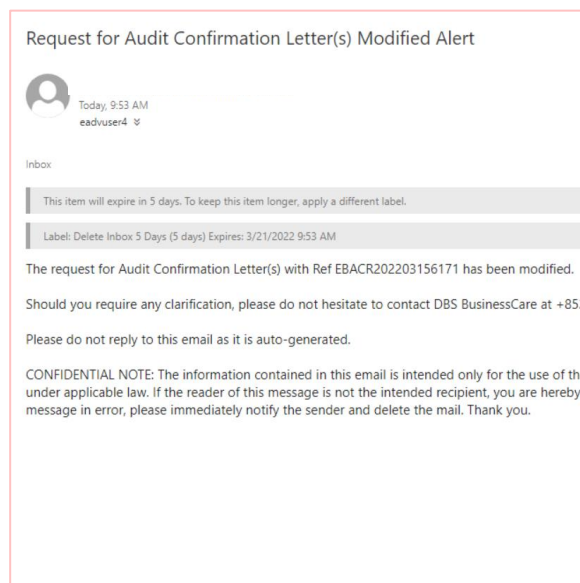 Request for Audit Confirmation Letter(s) Modified Alert
Today, 9:53 AM
eadvuser4
Inbox
This item will expire in 5 days. To keep this item longer, apply a different label.
Label: Delete Inbox 5 Days (5 days) Expires: 3/21/2022 9:53 AM
The request for Audit Confirmation Letter(s) with Ref EBACR202203156171 has been modified.
Should you require any clarification, please do not hesitate to contact DBS BusinessCare at +85
Please do not reply to this email as it is auto-generated.
CONFIDENTIAL NOTE: The information contained in this email is intended only for the use of th
under applicable law. If the reader of this message is not the intended recipient, you are hereby
message in error, please immediately notify the sender and delete the mail. Thank you.